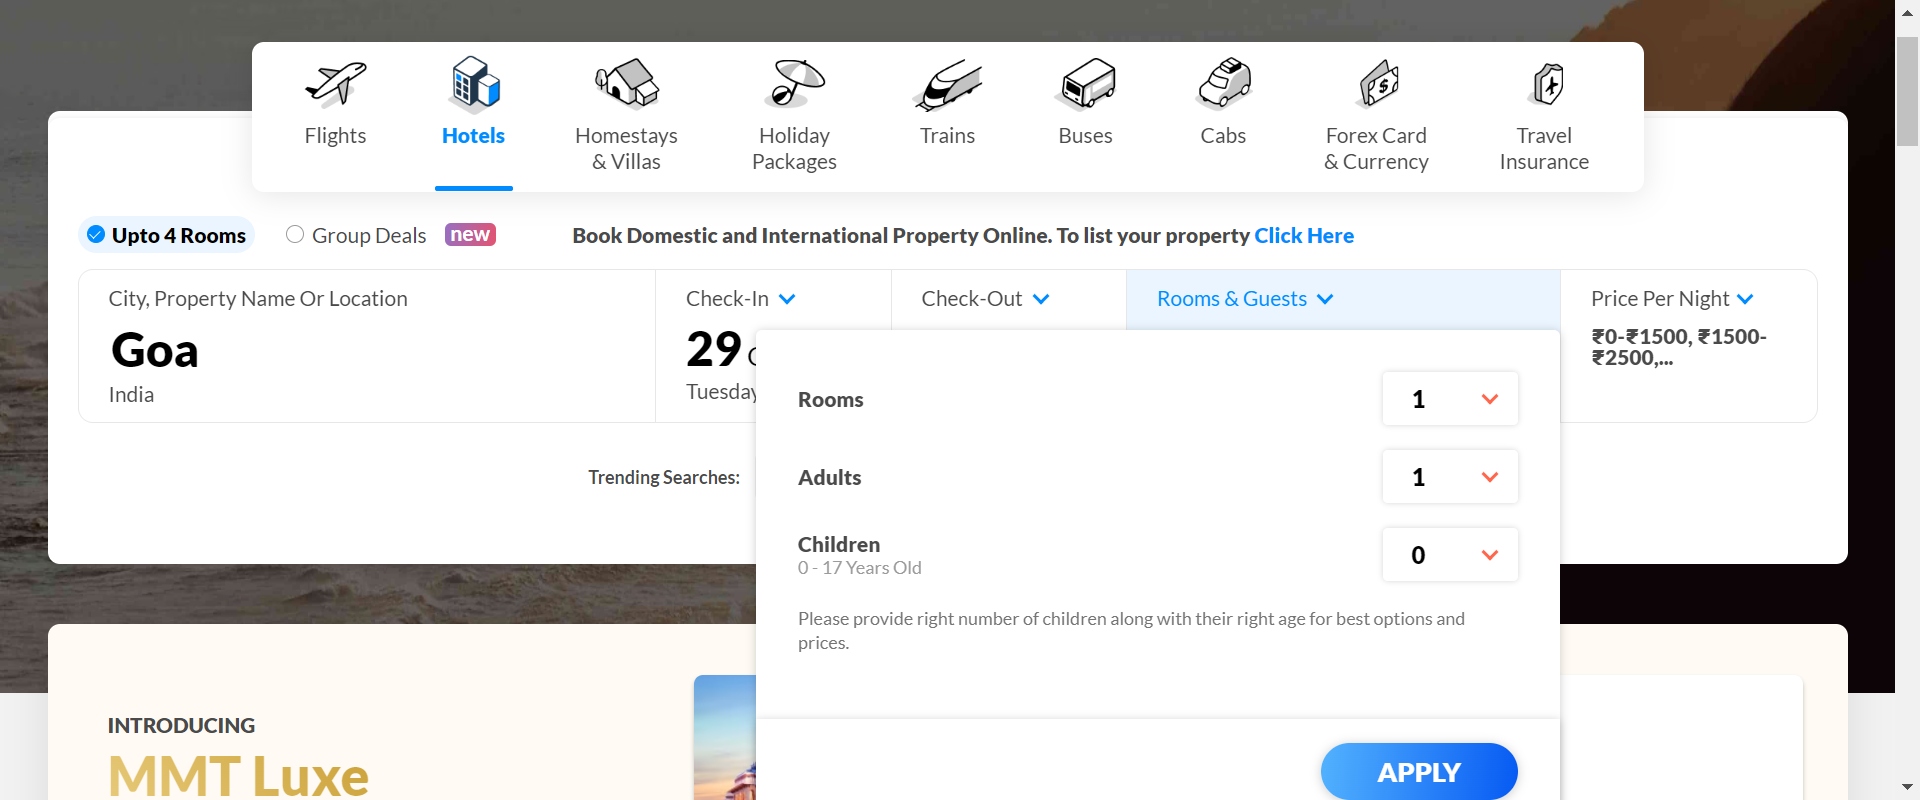 Flights
Hotels
Homestays
& Villas
Holiday
Packages
Trains
Buses
Cabs
Forex Card
& Currency
Travel
Insurance
Upto 4 Rooms
Group Deals
new
Book Domestic and International Property Online. To list your property Click Here
City, Property Name Or Location
Goa
India
Check-In
29
Tuesday
Check-Out
Rooms & Guests
Price Per Night
₹0-₹1500, ₹1500-
₹2500,...
Trending Searches:
Rooms
1
Adults
1
Children
0 - 17 Years Old
0
Please provide right number of children along with their right age for best options and
prices.
APPLY
INTRODUCING
MMT Luxe